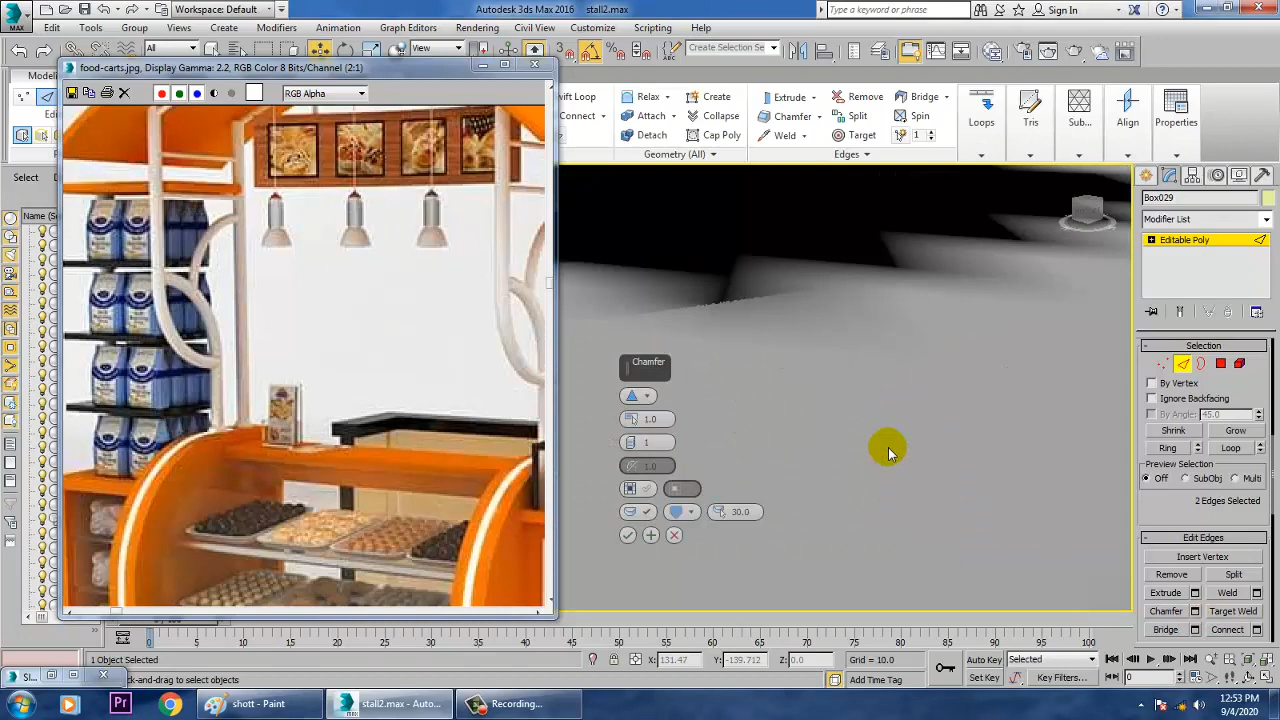 Workspace: Default
Autodesk 3ds Max 2016
stall2.max
Type a keyword or phrase
Sign In
MAX
Edit Tools Group Views Create Modifiers Animation Graph Editors Rendering Civil View Customize Scripting Help
All
View
Create Selection Se
food-carts.jpg, Display Gamma: 2.2, RGB Color 8 Bits/Channel (2:1)
RGB Alpha
Swift Loop Relax Create Extrude Remove Bridge
Connect Attach Collapse Chamfer Split Spin
Detach Cap Poly Weld Target 1
Loops Tris Sub... Align Properties
Geometry (All) Edges
Box029
Modifier List
Editable Poly
Chamfer
1.0
1
1.0
30.0
Selection
By Vertex
Ignore Backfacing
By Angle: 45.0
Shrink Grow
Ring Loop
Preview Selection
Off SubObj Multi
2 Edges Selected
Edit Edges
Insert Vertex
Remove Split
Extrude Weld
Chamfer Target Weld
Bridge Connect
0 5 10 15 20 25 30 35 40 45 50 55 60 65 70 75 80 85 90 95 100
1 Object Selected
X: 131.47 Y: -139.712 Z: 0.0 Grid = 10.0
Auto Key Selected
Set Key Key Filters...
0
Add Time Tag
-and-drag to select objects
shott - Paint
stall2.max - Auto...
Recording...
12:53 PM
9/4/2020